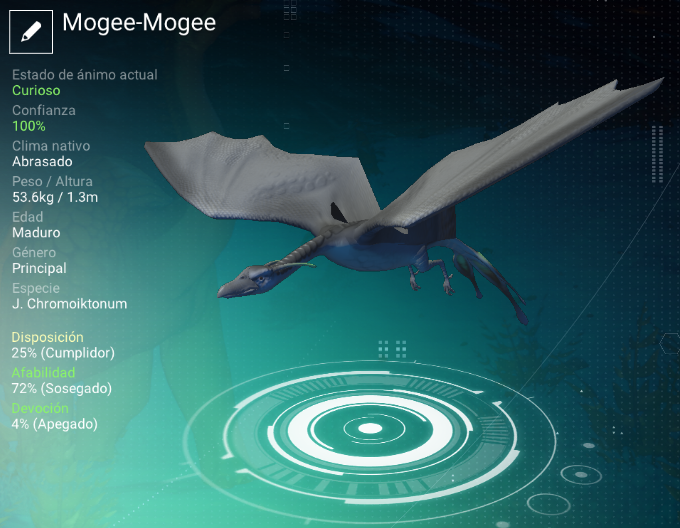 Mogee-Mogee
Estado de ánimo actual
Curioso
Confianza
100%
Clima nativo
Abrasado
Peso / Altura
53.6kg / 1.3m
Edad
Maduro
Género
Principal
Especie
J. Chromoiktonum
Disposición
25% (Cumplidor)
Afabilidad
72% (Sosegado)
Devoción
4% (Apegado)